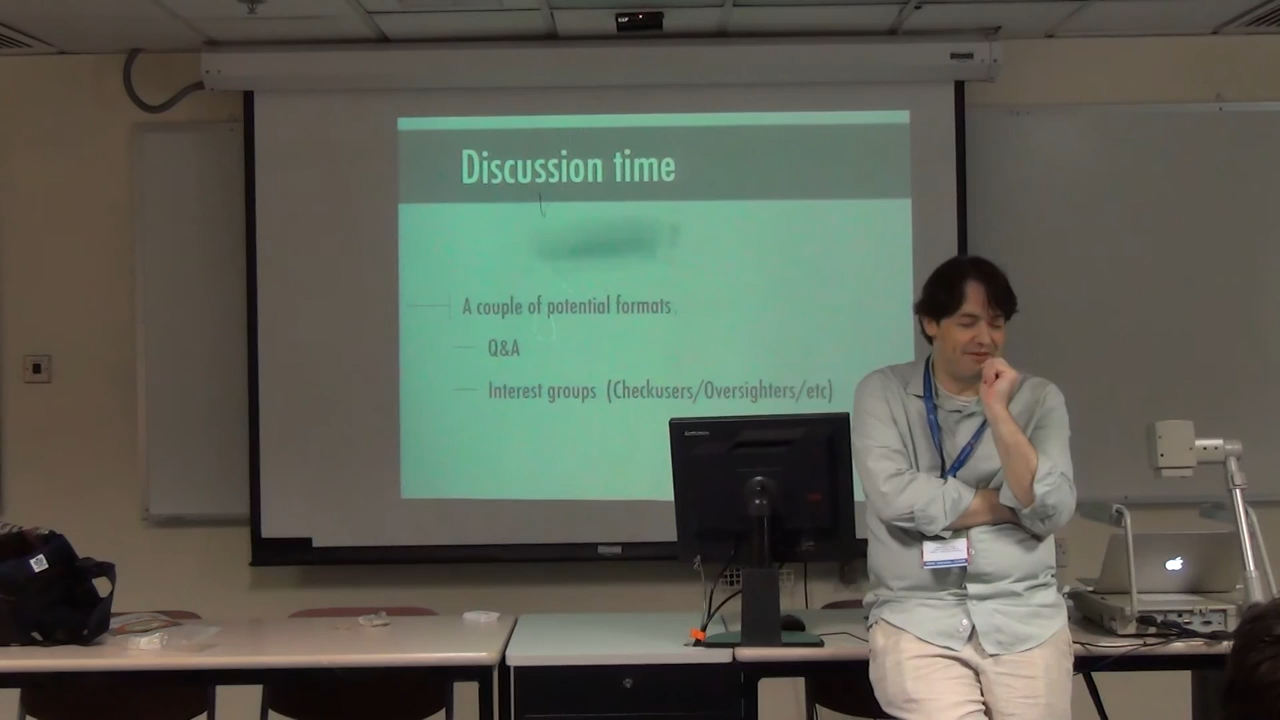 Discussion time
A couple of potential formats
Q&A
Interest groups (Checkusers/Oversighters/etc)